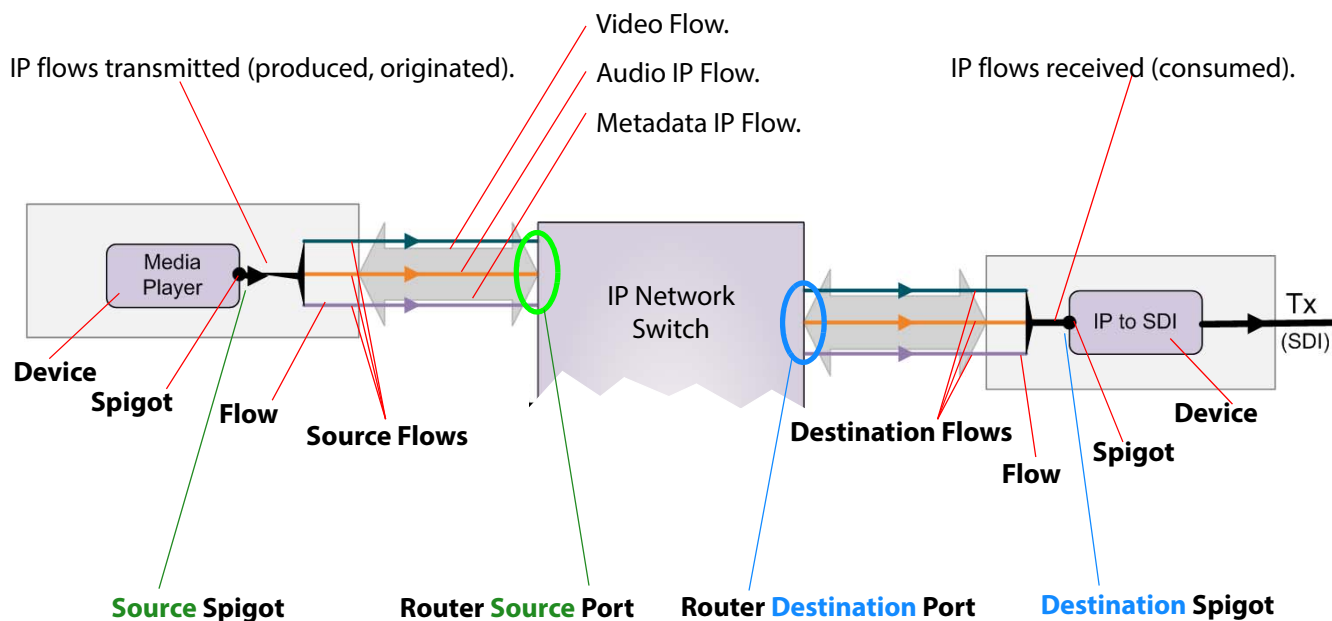 Video Flow.
IP flows transmitted (produced, originated).
Audio IP Flow.
IP flows received (consumed).
Metadata IP Flow.
Media
Player
IP Network
Switch
IP to SDI
Tx
(SDI)
Device
Spigot
Flow
Source Flows
Destination Flows
Flow
Spigot
Device
Source Spigot
Router Source Port
Router Destination Port
Destination Spigot